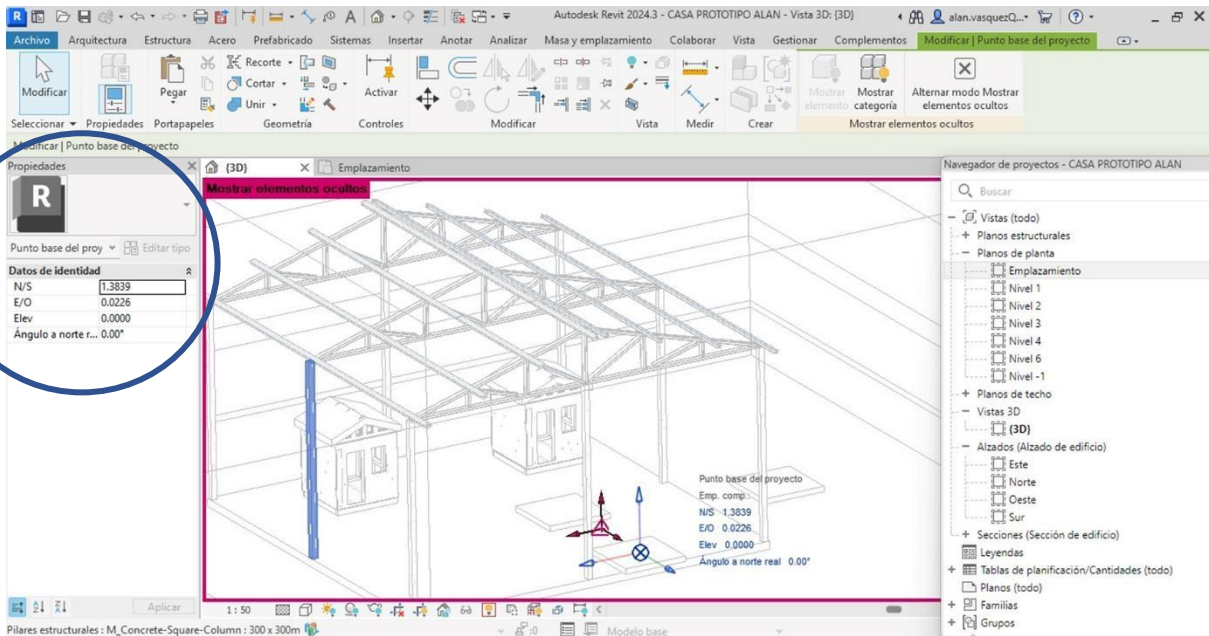 Autodesk Revit 2024.3 - CASA PROTOTIPO ALAN - Vista 3D: {3D}
alan.vasquezQ...
Archivo Arquitectura Estructura Acero Prefabricado Sistemas Insertar Anotar Analizar Masa y emplazamiento Colaborar Vista Gestionar Complementos Modificar | Punto base del proyecto
Modificar
Pegar
Recorte
Cortar
Unir
Activar
Mostrar elemento
Mostrar categoría
Alternar modo Mostrar elementos ocultos
Seleccionar Propiedades Portapapeles Geometría Controles Modificar Vista Medir Crear Mostrar elementos ocultos
Modificar | Punto base del proyecto
Propiedades
R
Punto base del proy Editar tipo
Datos de identidad
N/S 1.3839
E/O 0.0226
Elev 0.0000
Ángulo a norte r... 0.00°
Aplicar
{3D} Emplazamiento
Mostrar elementos ocultos
Punto base del proyecto
Emp. comp.:
N/S 1.3839
E/O 0.0226
Elev 0.0000
Ángulo a norte real 0.00°
1 : 50
Navegador de proyectos - CASA PROTOTIPO ALAN
Buscar
Vistas (todo)
Planos estructurales
Planos de planta
Emplazamiento
Nivel 1
Nivel 2
Nivel 3
Nivel 4
Nivel 6
Nivel -1
Planos de techo
Vistas 3D
{3D}
Alzados (Alzado de edificio)
Este
Norte
Oeste
Sur
Secciones (Sección de edificio)
Leyendas
Tablas de planificación/Cantidades (todo)
Planos (todo)
Familias
Grupos
Pilares estructurales : M_Concrete-Square-Column : 300 x 300m
:0
Modelo base